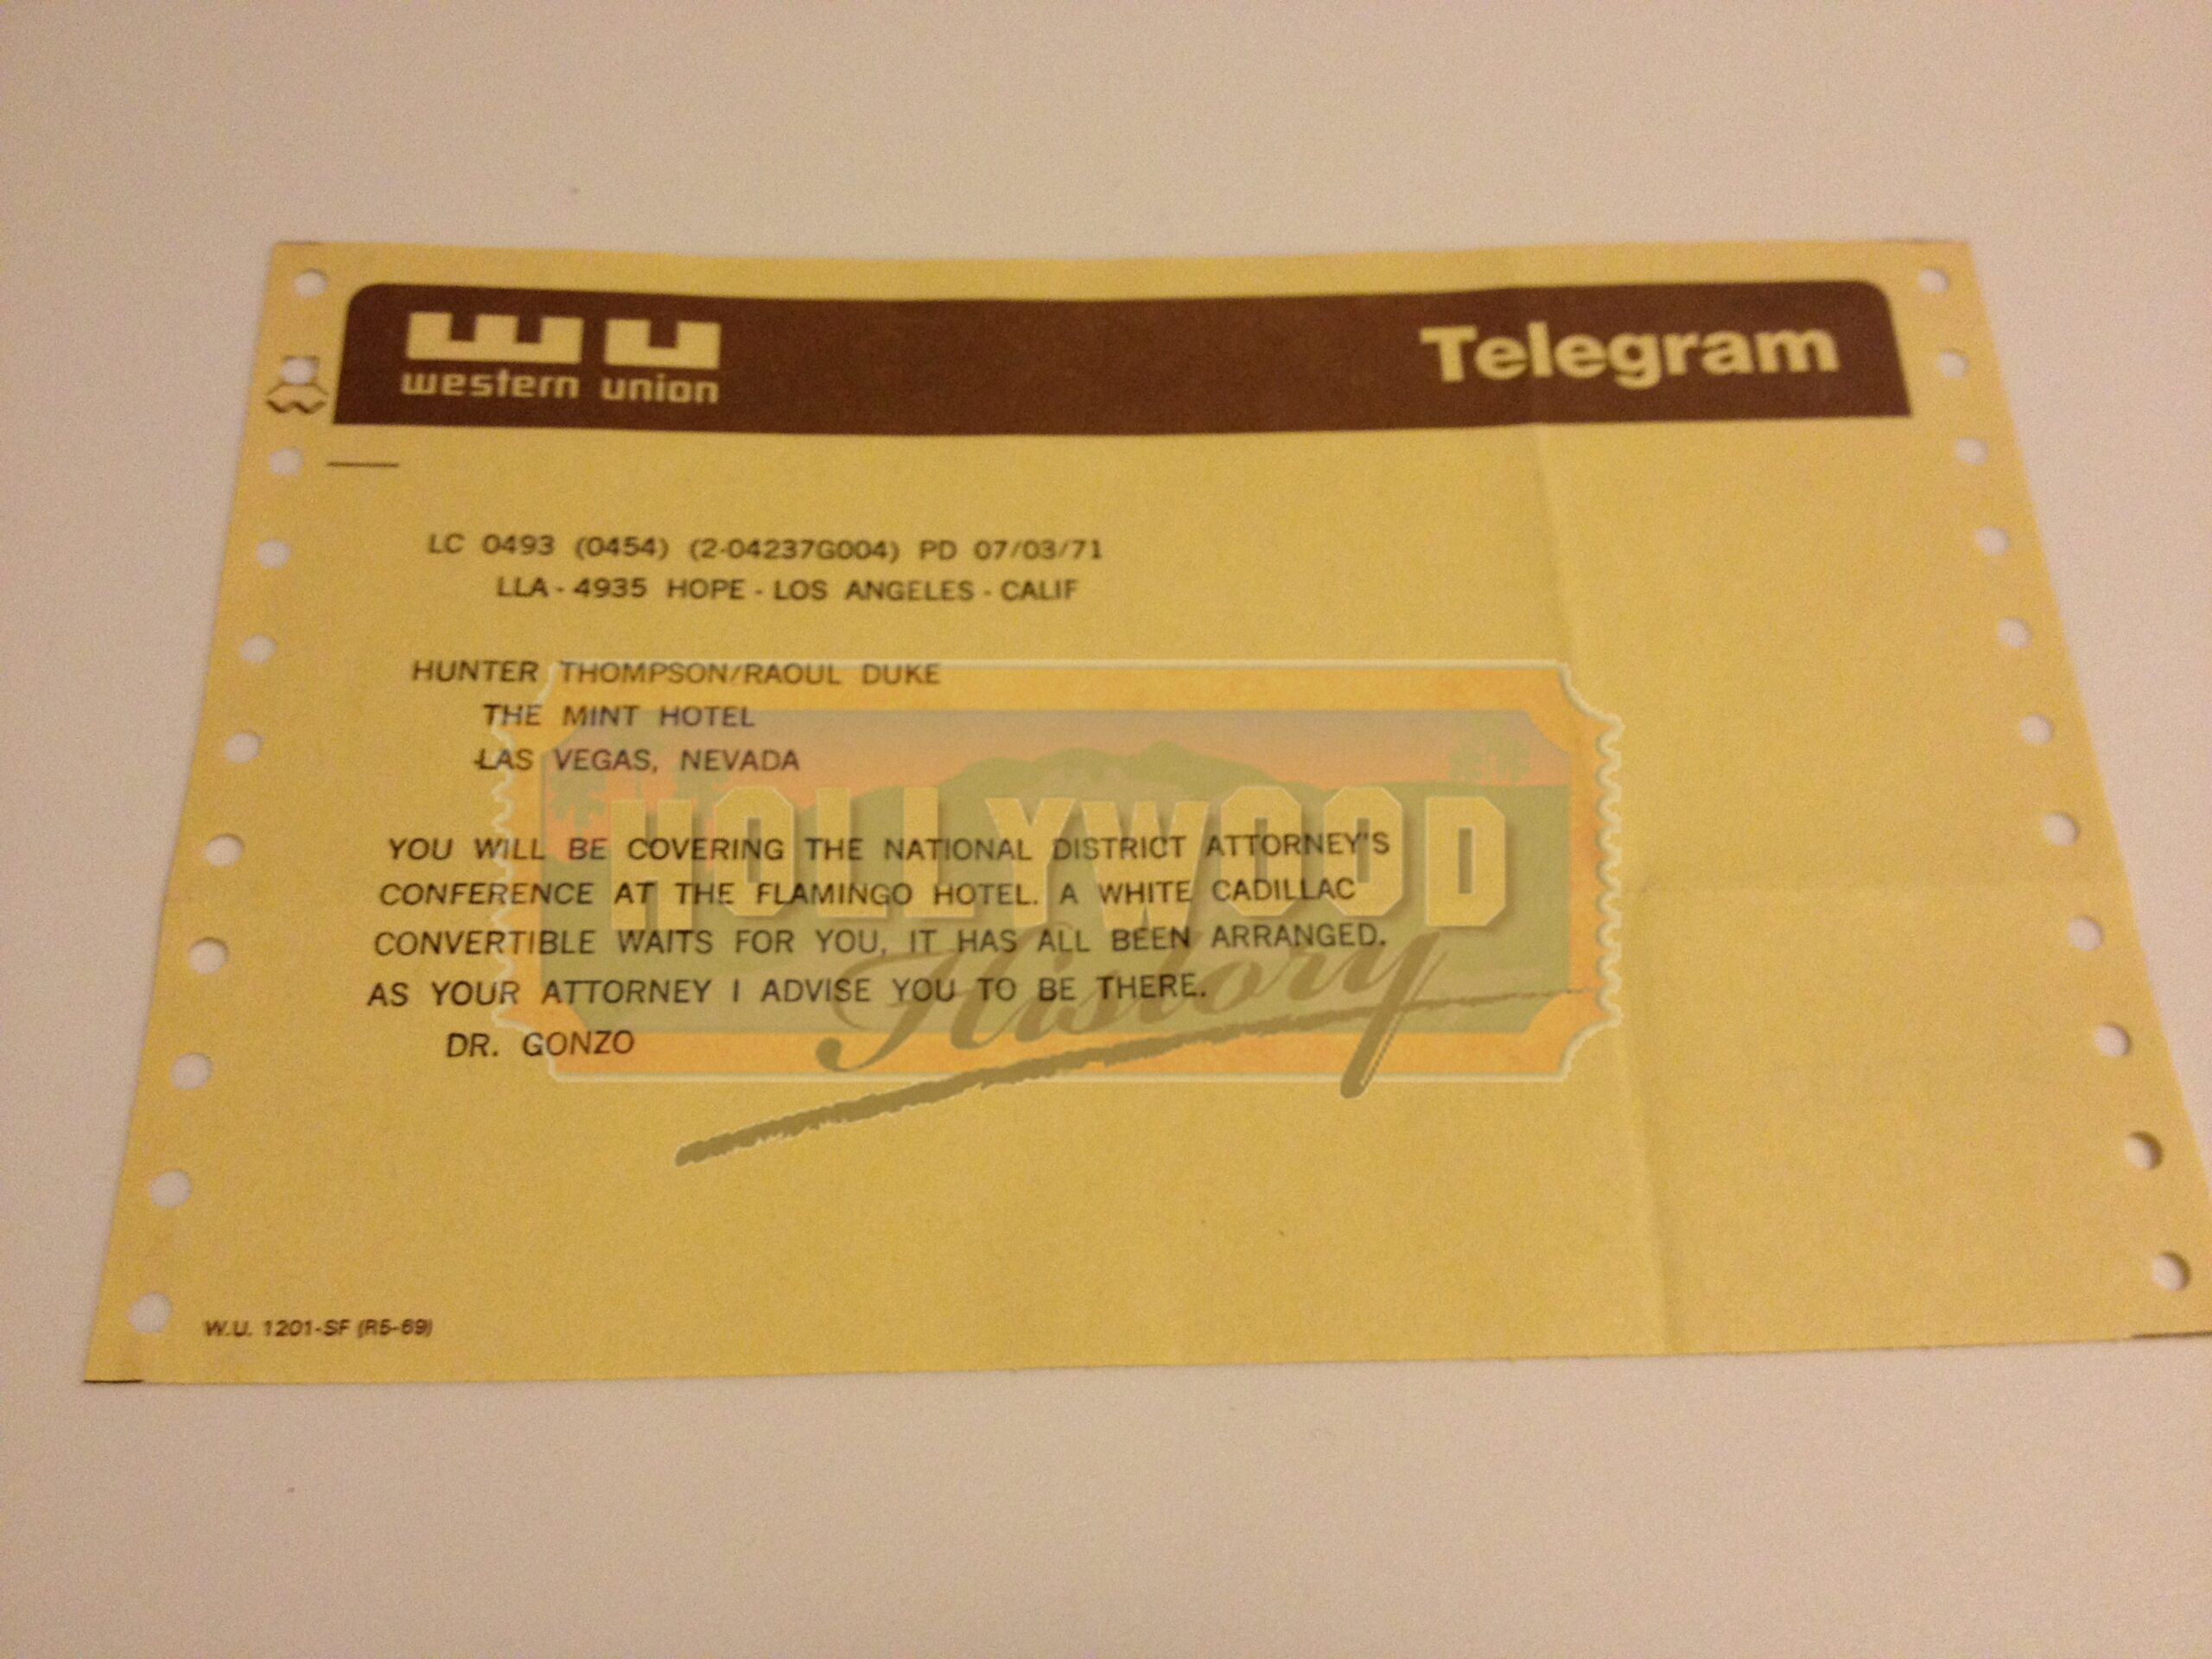 western union
Telegram
LC 0493 (0454) (2-04237G004) PD 07/03/71
LLA - 4935 HOPE - LOS ANGELES - CALIF
HUNTER THOMPSON/RAOUL DUKE
THE MINT HOTEL
LAS VEGAS, NEVADA
YOU WILL BE COVERING THE NATIONAL DISTRICT ATTORNEY'S
CONFERENCE AT THE FLAMINGO HOTEL. A WHITE CADILLAC
CONVERTIBLE WAITS FOR YOU, IT HAS ALL BEEN ARRANGED.
AS YOUR ATTORNEY I ADVISE YOU TO BE THERE.
DR. GONZO
HOLLYWOOD
History
W.U. 1201-SF (R5-69)